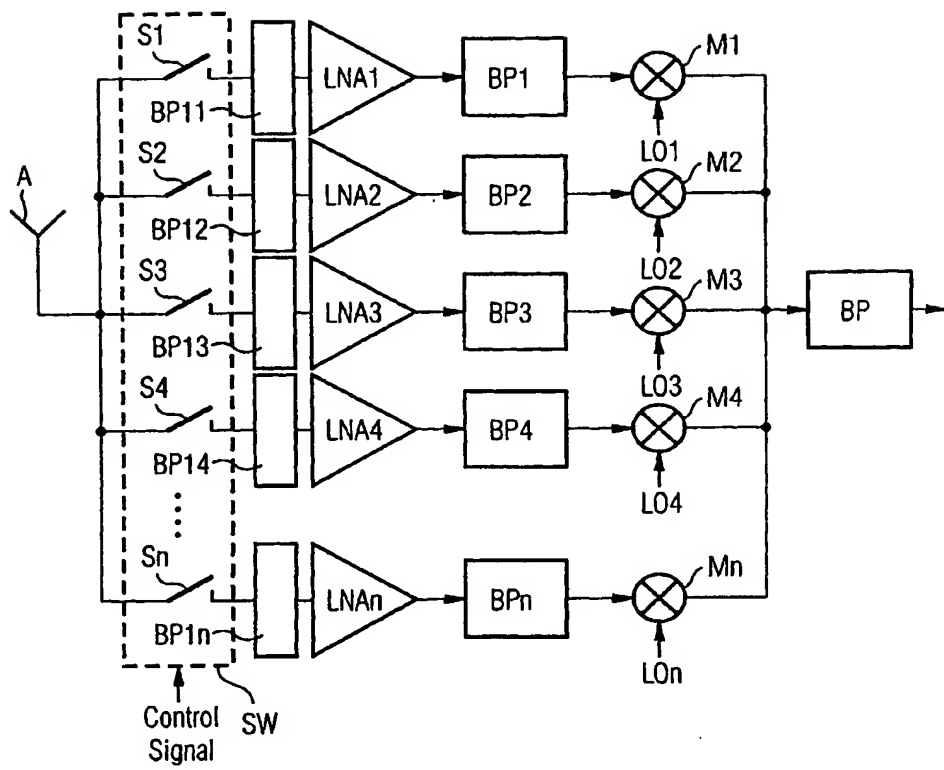 S1
BP11
LNA1
BP1
M1
LO1
A
S2
BP12
LNA2
BP2
M2
LO2
S3
BP13
LNA3
BP3
M3
LO3
BP
S4
BP14
LNA4
BP4
M4
LO4
Sn
BP1n
LNAn
BPn
Mn
LOn
Control
Signal
SW